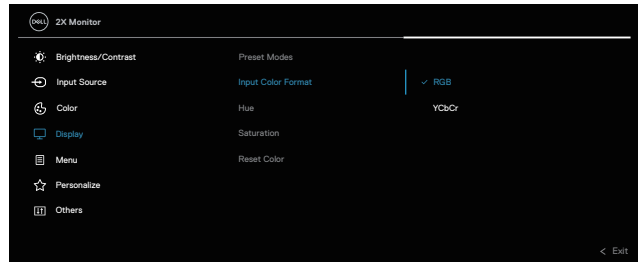 DELL 2X Monitor
Brightness/Contrast Preset Modes
Input Source Input Color Format ✓ RGB
Color Hue YCbCr
Display Saturation
Menu Reset Color
Personalize
Others
< Exit